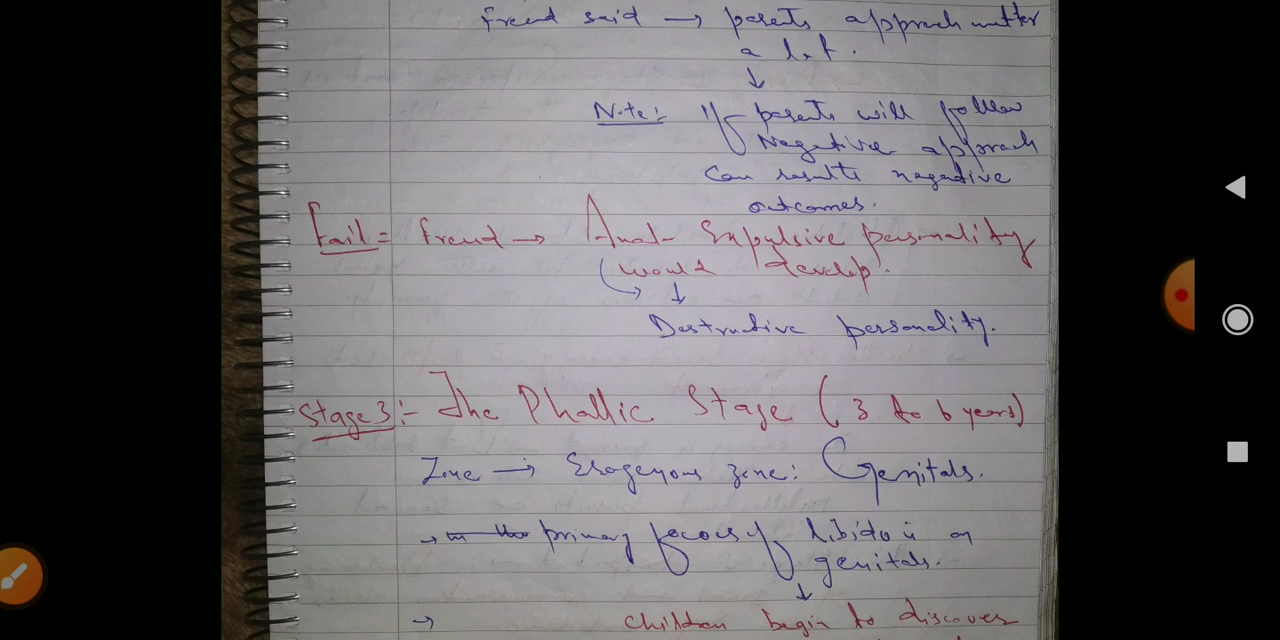 Freud said → parents approach matter
a lot.
↓
Note:- If parents will follow
Negative approach
can results negative
outcomes.
Fail = Freud → Anal-Expulsive personality
would develop.
↓
Destructive personality.
Stage 3:- The Phallic Stage (3 to 6 years)
Zone → Erogenous zone: Genitals.
→ in the primary focus of libido is on
genitals.
↓
→ children begin to discover